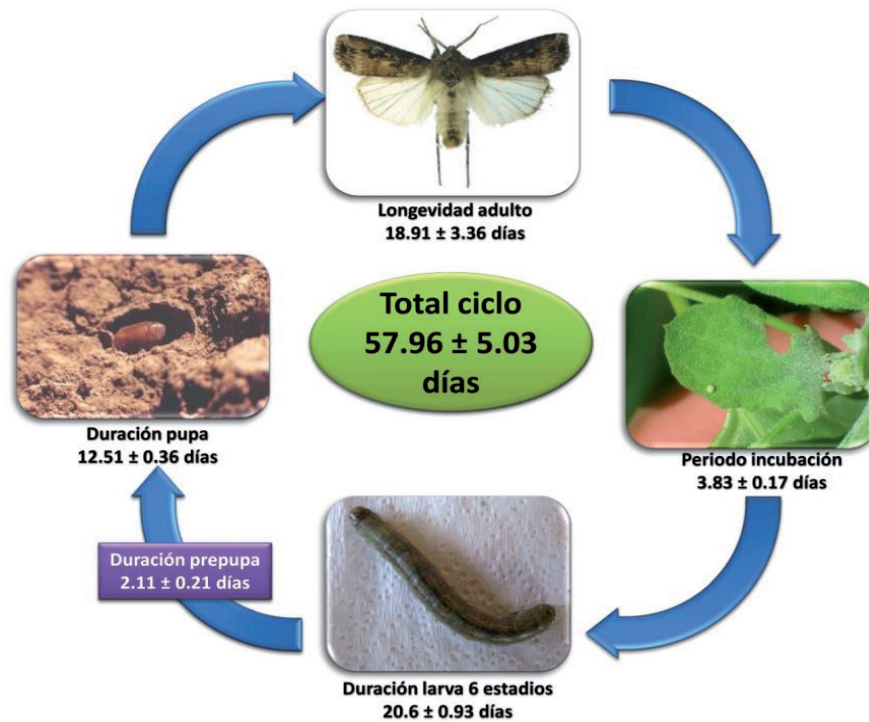 Longevidad adulto
18.91 ± 3.36 días
Total ciclo
57.96 ± 5.03
días
Periodo incubación
3.83 ± 0.17 días
Duración larva 6 estadios
20.6 ± 0.93 días
Duración prepupa
2.11 ± 0.21 días
Duración pupa
12.51 ± 0.36 días